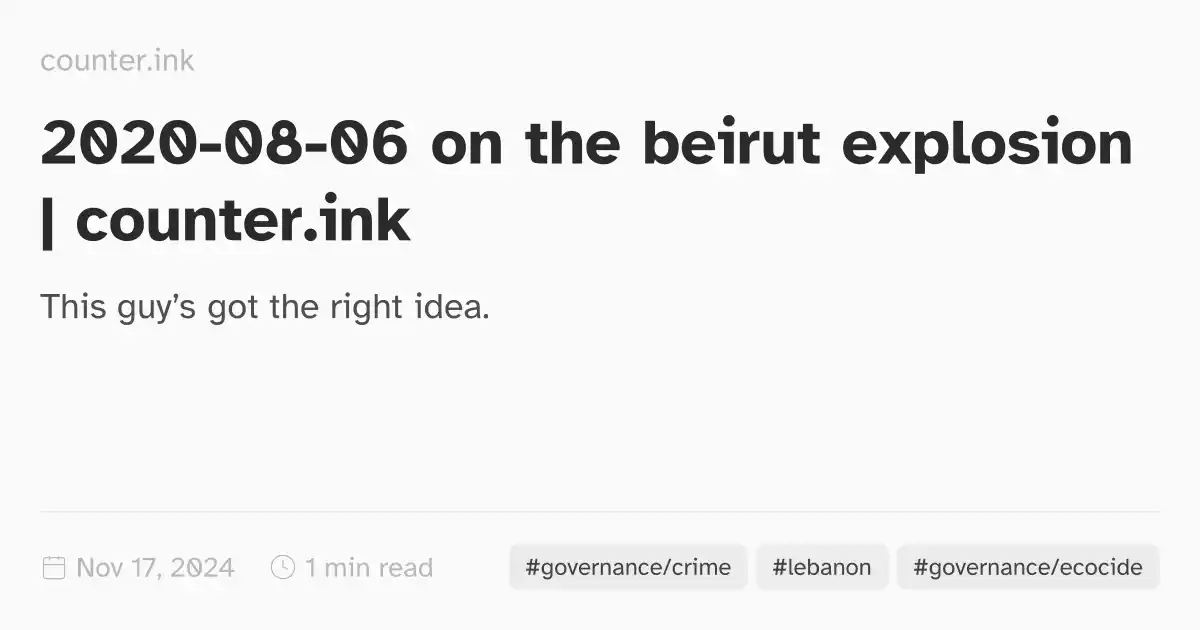 counter.ink
2020-08-06 on the beirut explosion
| counter.ink
This guy’s got the right idea.
Nov 17, 2024 1 min read #governance/crime #lebanon #governance/ecocide